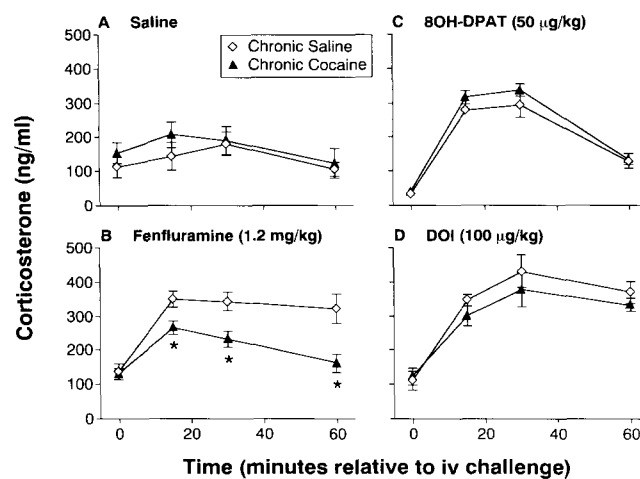 A Saline
Chronic Saline
Chronic Cocaine
C 8OH-DPAT (50 µg/kg)
500
400
300
200
100
0
B Fenfluramine (1.2 mg/kg)
D DOI (100 µg/kg)
500
400
300
200
100
0
0 20 40 60
0 20 40 60
Corticosterone (ng/ml)
Time (minutes relative to iv challenge)